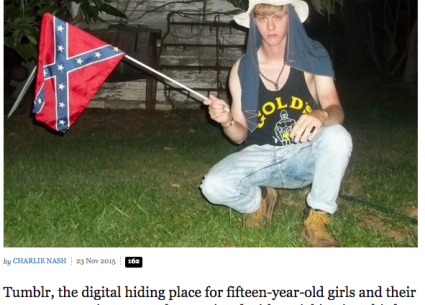 GOLD'S
by CHARLIE NASH | 23 Nov 2015 | 162
Tumblr, the digital hiding place for fifteen-year-old girls and their